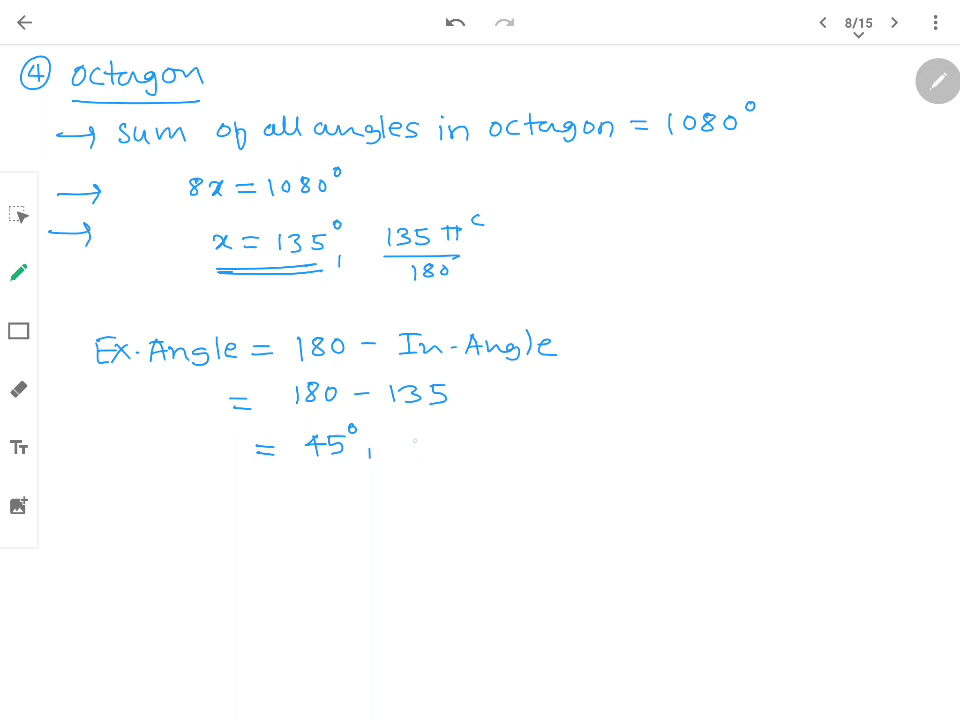 8/15
④ octagon
→ sum of all angles in octagon = 1080°
→ 8x = 1080°
→ x = 135°, 135π^c/180
Ex. Angle = 180 - In-Angle
= 180 - 135
= 45°,
Tт